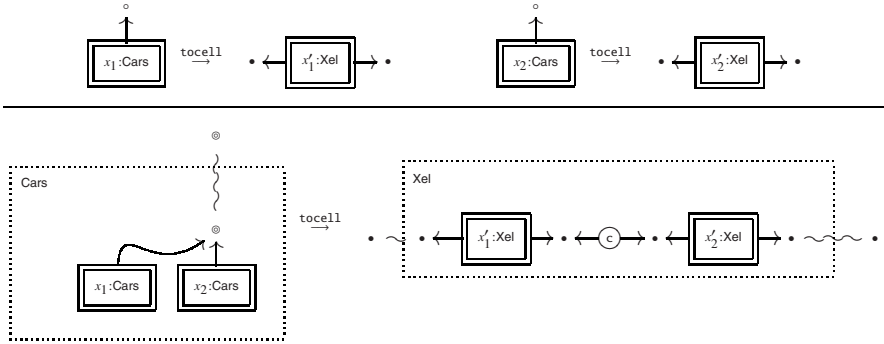 x₁:Cars tocell ⟶ x′₁:Xel x₂:Cars tocell ⟶ x′₂:Xel
Cars tocell ⟶ Xel
x′₁:Xel c x′₂:Xel
x₁:Cars x₂:Cars